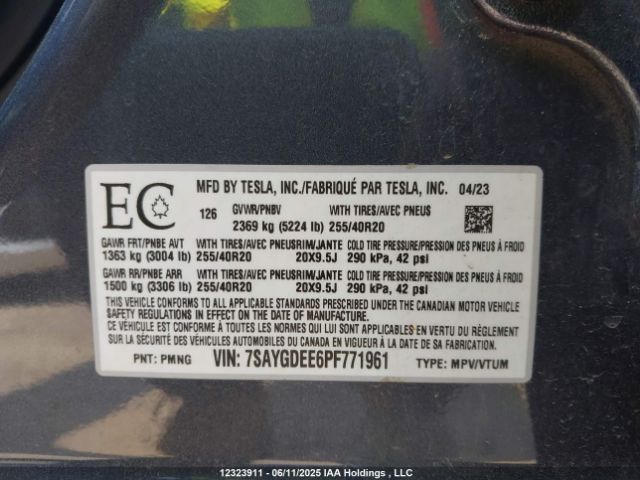 EC
MFD BY TESLA, INC./FABRIQUÉ PAR TESLA, INC. 04/23
126 GVWR/PNBV WITH TIRES/AVEC PNEUS
2369 kg (5224 lb) 255/40R20
GAWR FRT/PNBE AVT WITH TIRES/AVEC PNEUS RIM/JANTE COLD TIRE PRESSURE/PRESSION DES PNEUS À FROID
1363 kg (3004 lb) 255/40R20 20X9.5J 290 kPa, 42 psi
GAWR RR/PNBE ARR WITH TIRES/AVEC PNEUS RIM/JANTE COLD TIRE PRESSURE/PRESSION DES PNEUS À FROID
1500 kg (3306 lb) 255/40R20 20X9.5J 290 kPa, 42 psi
THIS VEHICLE CONFORMS TO ALL APPLICABLE STANDARDS PRESCRIBED UNDER THE CANADIAN MOTOR VEHICLE
SAFETY REGULATIONS IN EFFECT ON THE DATE OF MANUFACTURE
CE VÉHICULE EST CONFORME À TOUTES LES NORMES QUI LUI SONT APPLICABLES EN VERTU DU RÈGLEMENT
SUR LA SÉCURITÉ DES VÉHICULES AUTOMOBILES DU CANADA EN VIGUEUR À LA DATE DE SA FABRICATION
PNT: PMNG VIN: 7SAYGDEE6PF771961 TYPE: MPV/VTUM
12323911 - 06/11/2025 IAA Holdings , LLC